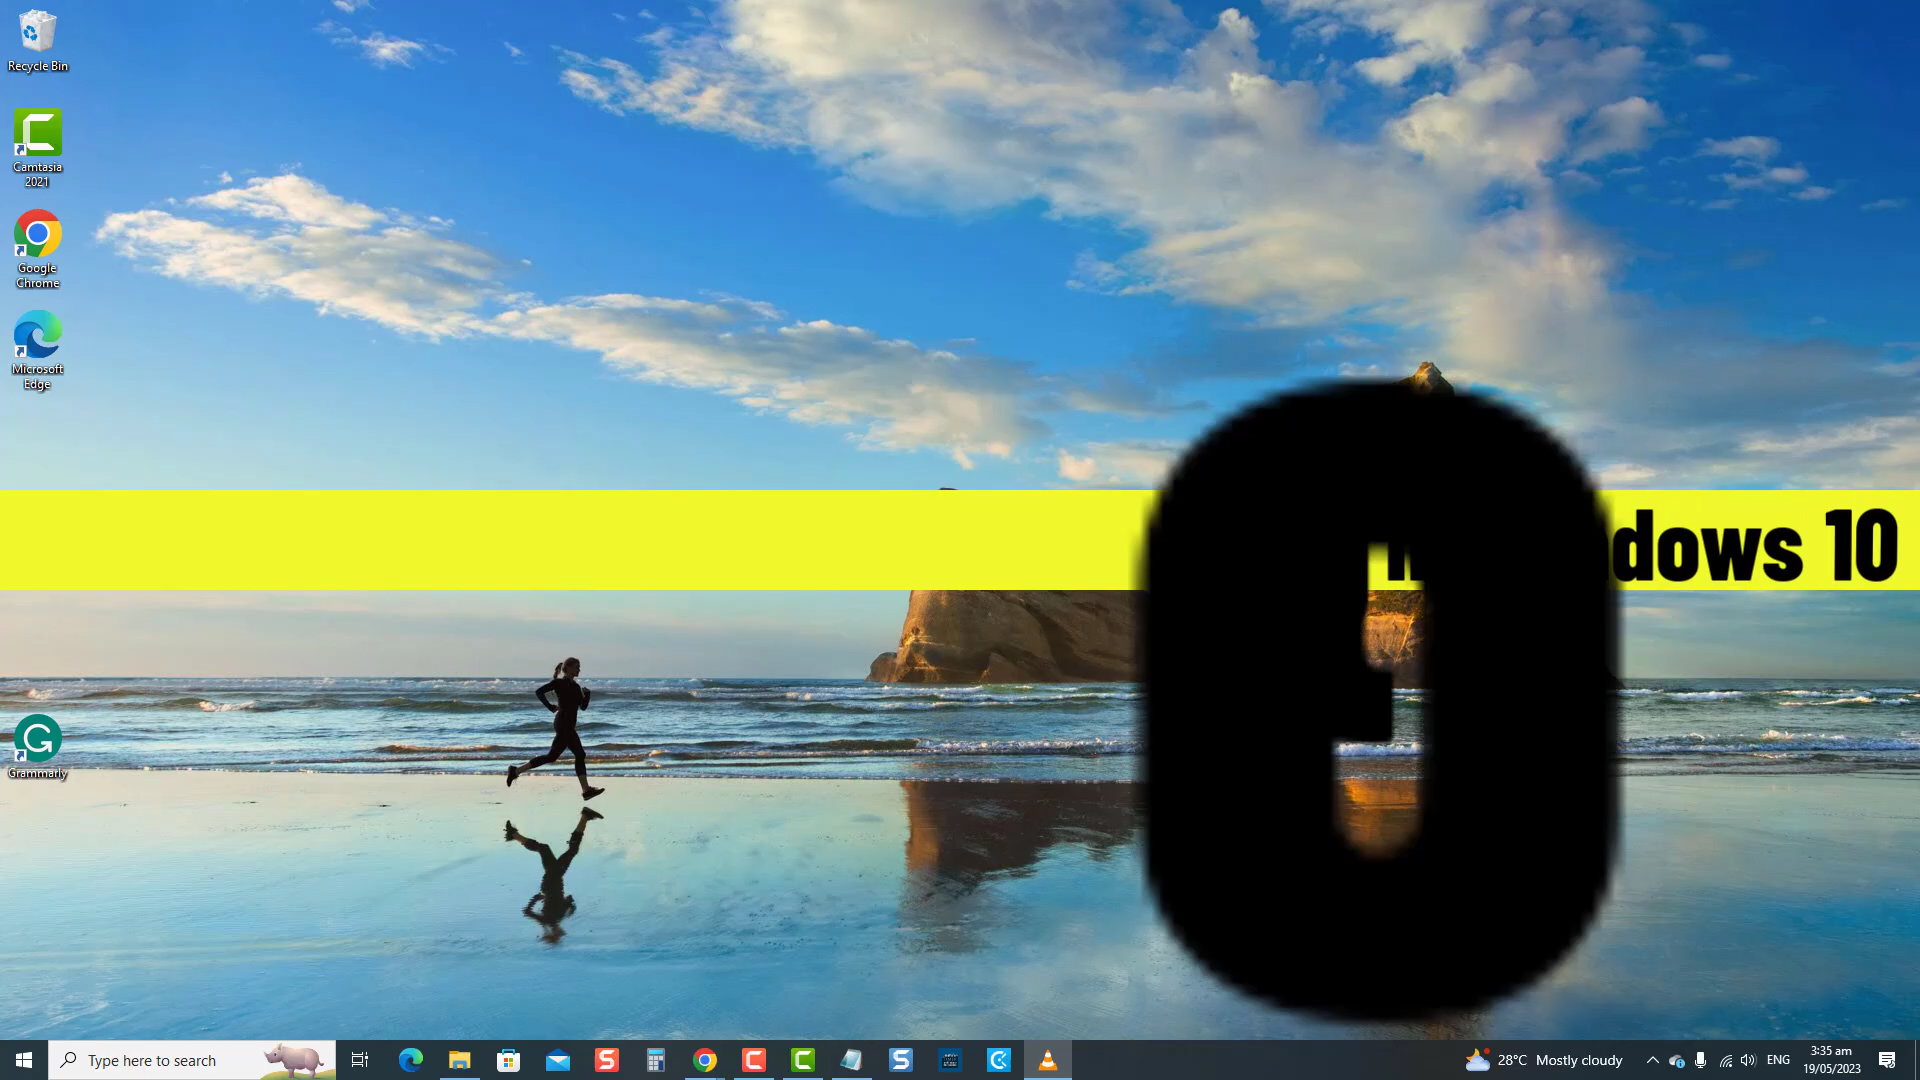 Recycle Bin
Camtasia
2021
Google
Chrome
Microsoft
Edge
dows 10
Grammarly
Type here to search
28°C Mostly cloudy
ENG
3:35 am
19/05/2023